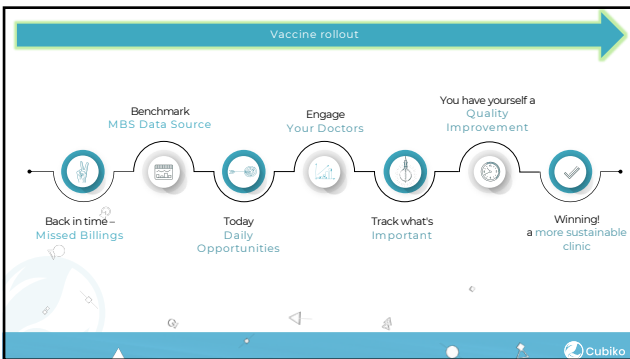 Vaccine rollout
Back in time –
Missed Billings
Benchmark
MBS Data Source
Today
Daily
Opportunities
Engage
Your Doctors
Track what's
Important
You have yourself a
Quality
Improvement
Winning!
a more sustainable
clinic
Cubiko